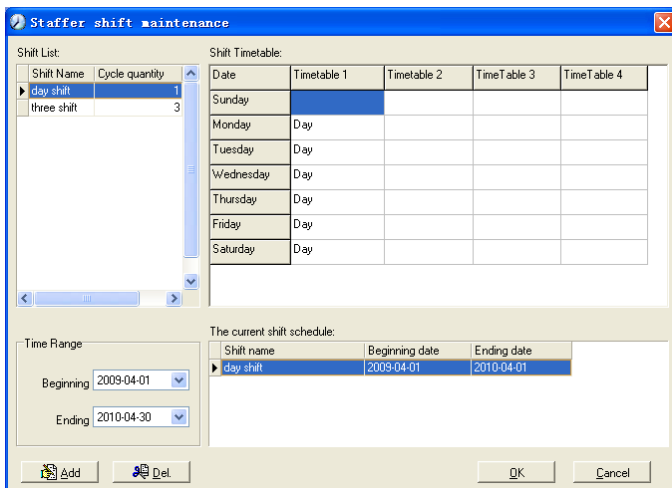 Staffer shift maintenance
Shift List:
Shift Name Cycle quantity
day shift 1
three shift 3
Shift Timetable:
Date Timetable 1 Timetable 2 TimeTable 3 TimeTable 4
Sunday
Monday Day
Tuesday Day
Wednesday Day
Thursday Day
Friday Day
Saturday Day
Time Range
Beginning 2009-04-01
Ending 2010-04-30
The current shift schedule:
Shift name Beginning date Ending date
day shift 2009-04-01 2010-04-01
Add Del. OK Cancel